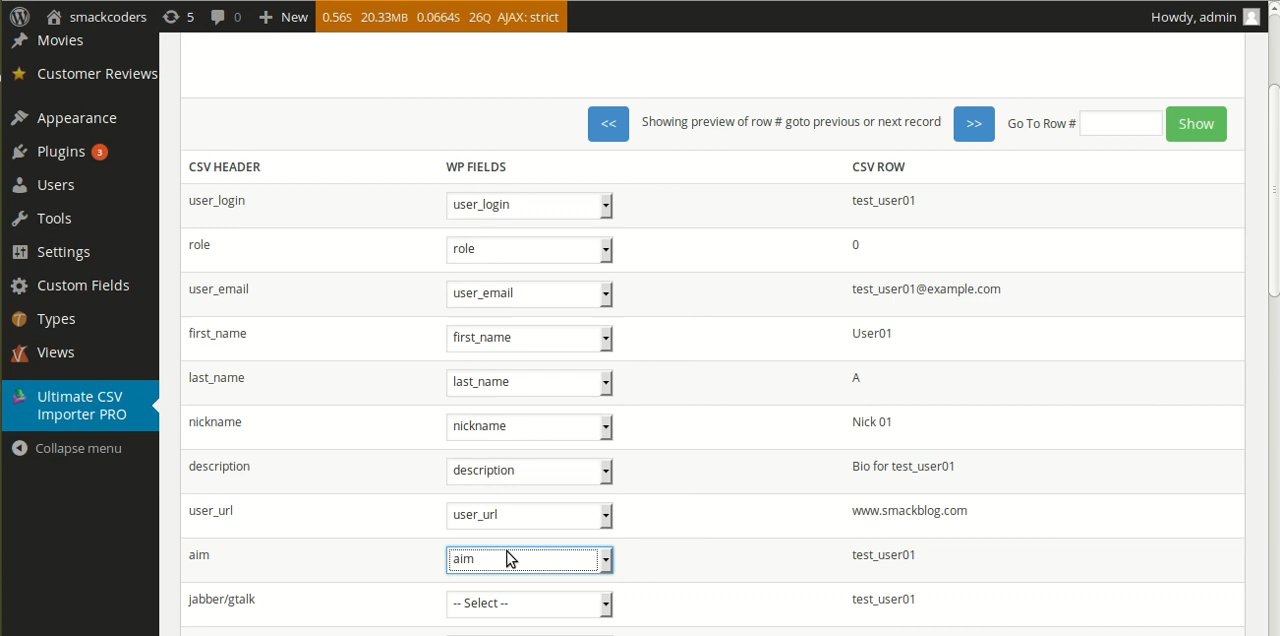 smackcoders 5 0 New 0.56S 20.33MB 0.0664S 26Q AJAX: strict Howdy, admin
Movies
Customer Reviews
Appearance
Plugins 3
Users
Tools
Settings
Custom Fields
Types
Views
Ultimate CSV
Importer PRO
Collapse menu
<< Showing preview of row # goto previous or next record >> Go To Row # Show
CSV HEADER WP FIELDS CSV ROW
user_login user_login test_user01
role role 0
user_email user_email test_user01@example.com
first_name first_name User01
last_name last_name A
nickname nickname Nick 01
description description Bio for test_user01
user_url user_url www.smackblog.com
aim aim test_user01
jabber/gtalk -- Select -- test_user01